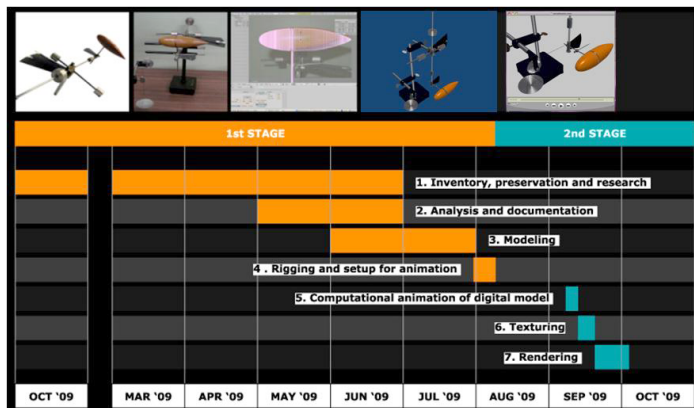 1st STAGE
2nd STAGE
1. Inventory, preservation and research
2. Analysis and documentation
3. Modeling
4 . Rigging and setup for animation
5. Computational animation of digital model
6. Texturing
7. Rendering
OCT ‘09 MAR ‘09 APR ‘09 MAY ‘09 JUN ‘09 JUL ‘09 AUG ‘09 SEP ‘09 OCT ‘09